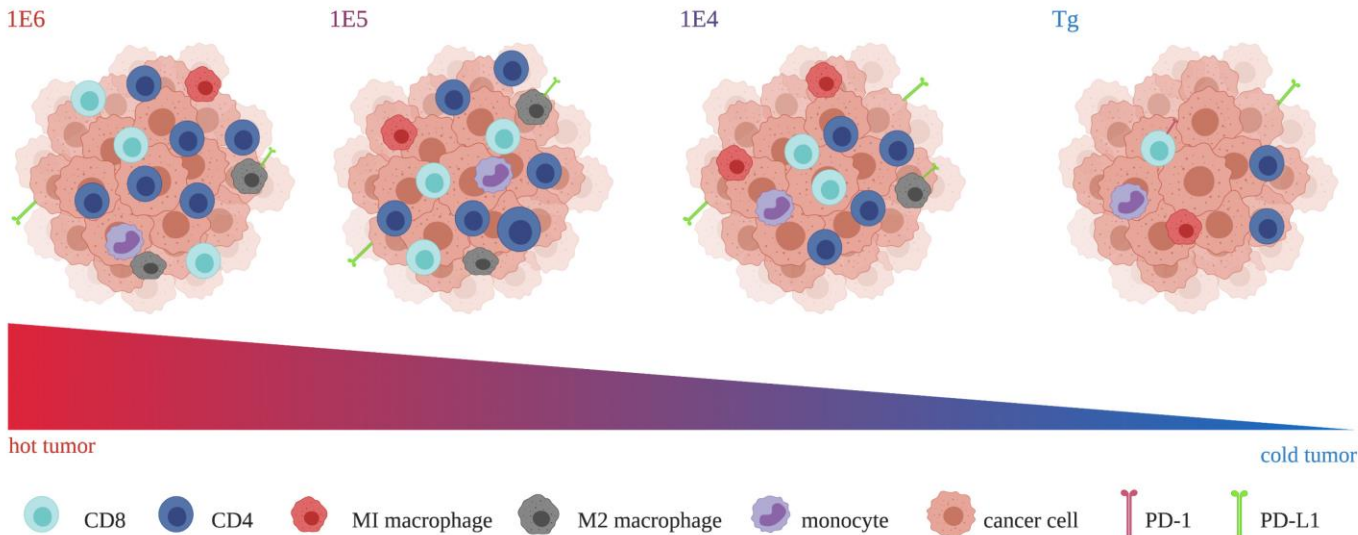 1E6 1E5 1E4 Tg
hot tumor
cold tumor
CD8 CD4 MI macrophage M2 macrophage monocyte cancer cell PD-1 PD-L1